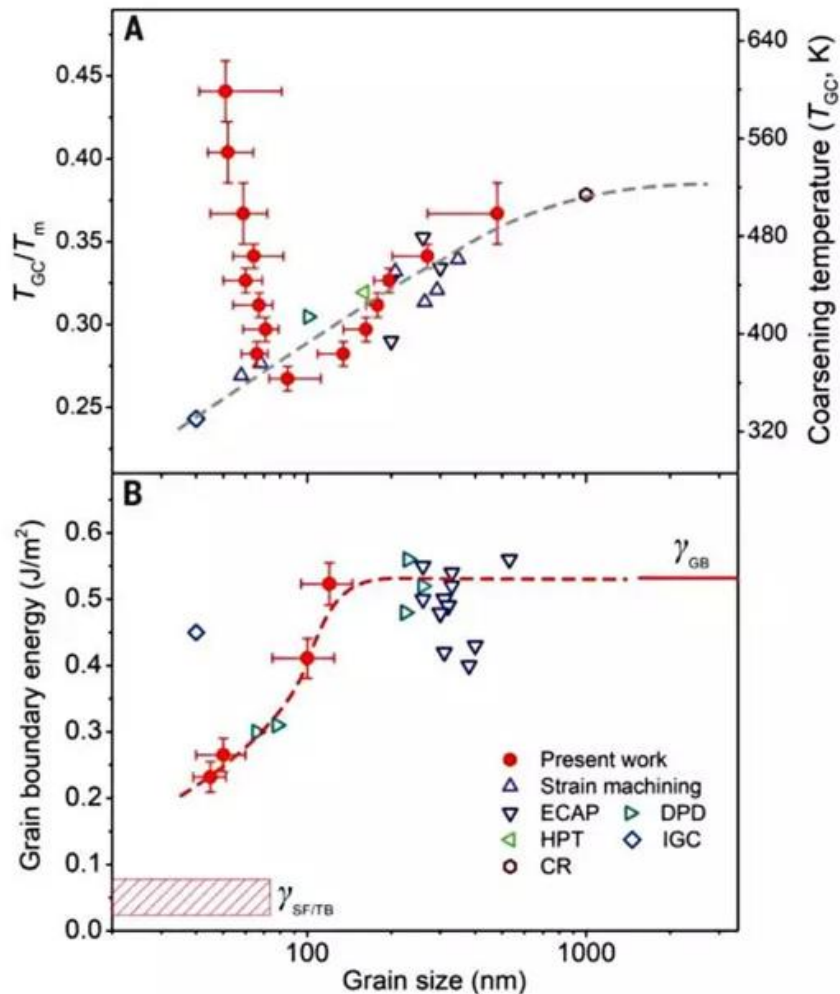 A
0.45
0.40
0.35
0.30
0.25
T_GC/T_m
640
560
480
400
320
Coarsening temperature (T_GC, K)
B
0.6
0.5
0.4
0.3
0.2
0.1
0.0
Grain boundary energy (J/m²)
γ_GB
Present work
Strain machining
ECAP DPD
HPT IGC
CR
γ_SF/TB
100 1000
Grain size (nm)